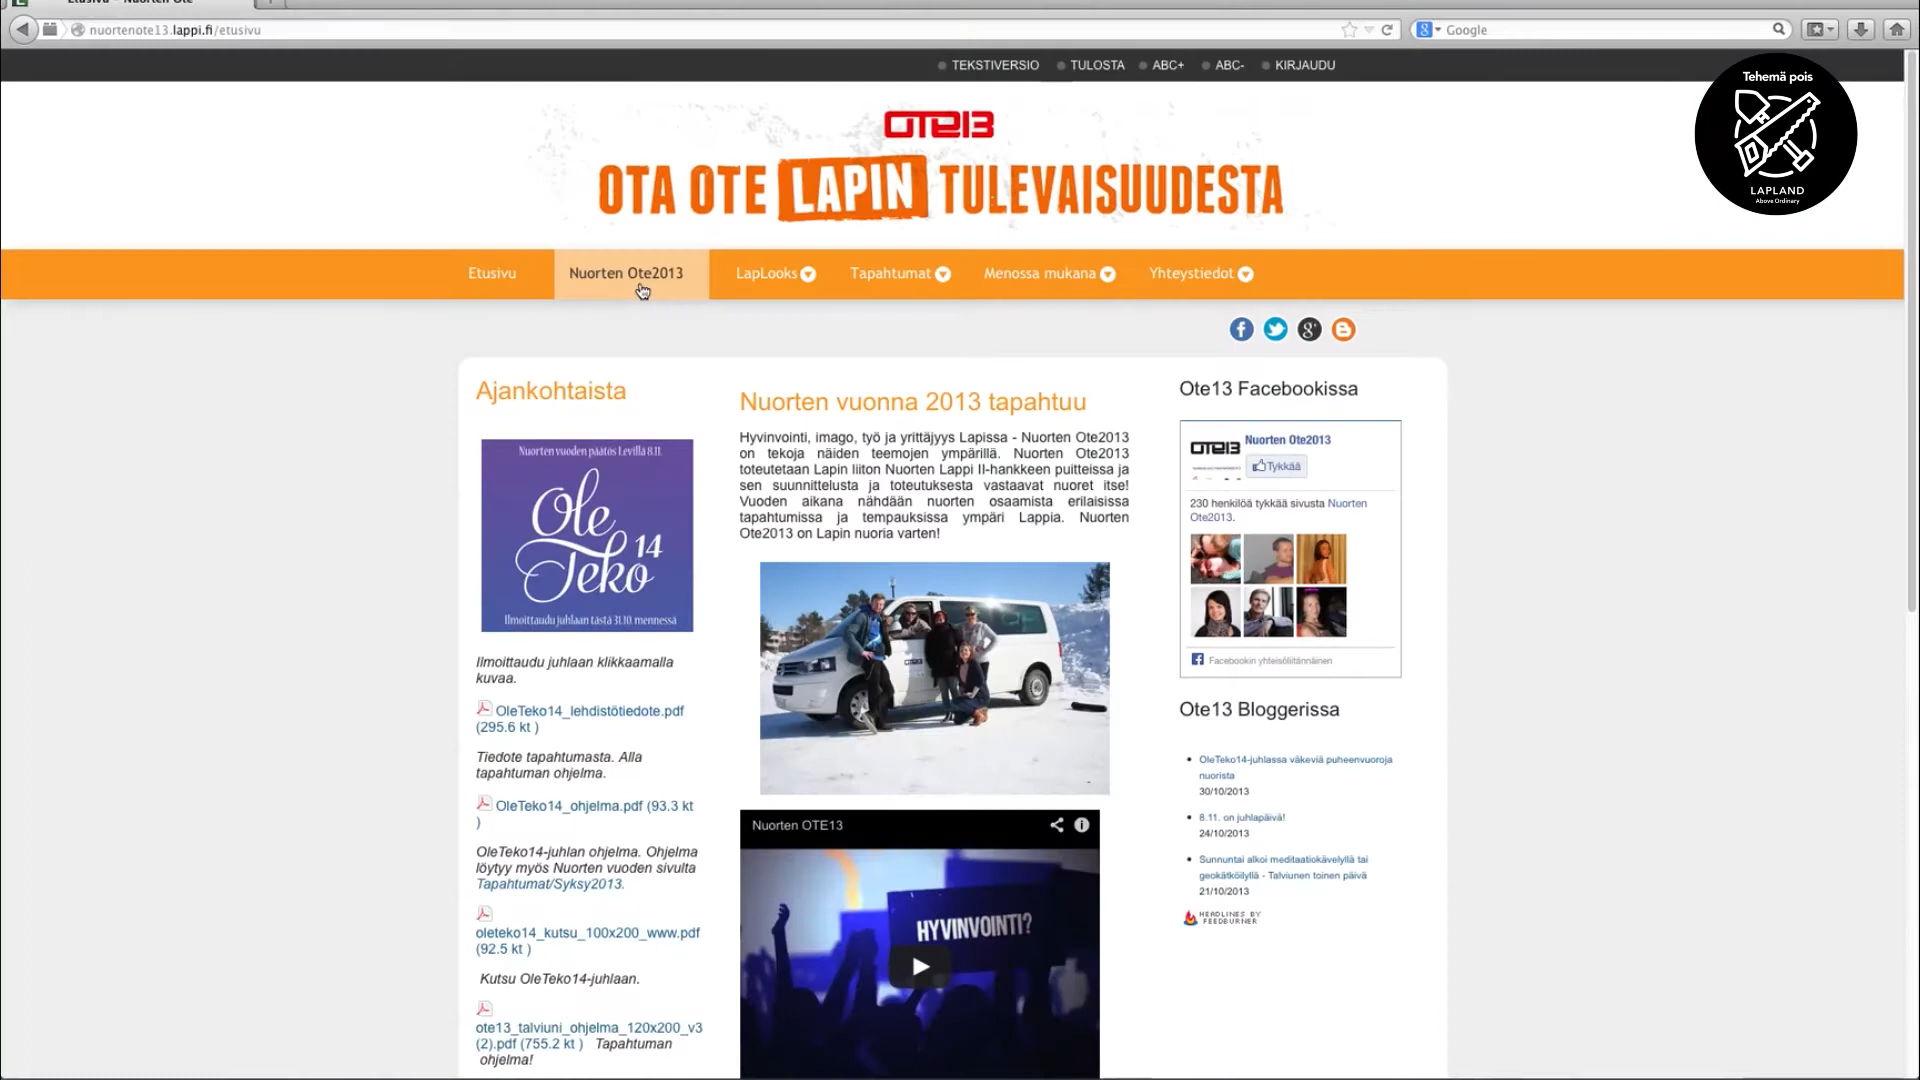 Etusivu - Nuorten Ote
nuortenote13.lappi.fi/etusivu
Google
TEKSTIVERSIO TULOSTA ABC+ ABC- KIRJAUDU
Tehemä pois
LAPLAND
Above Ordinary
OTE13
OTA OTE LAPIN TULEVAISUUDESTA
Etusivu Nuorten Ote2013 LapLooks Tapahtumat Menossa mukana Yhteystiedot
Ajankohtaista
Nuorten vuoden päätös Levillä 8.11.
Ole
Teko 14
Ilmoittaudu juhlaan tästä 31.10. mennessä
Ilmoittaudu juhlaan klikkaamalla
kuvaa.
OleTeko14_lehdistötiedote.pdf
(295.6 kt )
Tiedote tapahtumasta. Alla
tapahtuman ohjelma.
OleTeko14_ohjelma.pdf (93.3 kt
)
OleTeko14-juhlan ohjelma. Ohjelma
löytyy myös Nuorten vuoden sivulta
Tapahtumat/Syksy2013.
oleteko14_kutsu_100x200_www.pdf
(92.5 kt )
Kutsu OleTeko14-juhlaan.
ote13_talviuni_ohjelma_120x200_v3
(2).pdf (755.2 kt ) Tapahtuman
ohjelma!
Nuorten vuonna 2013 tapahtuu
Hyvinvointi, imago, työ ja yrittäjyys Lapissa - Nuorten Ote2013
on tekoja näiden teemojen ympärillä. Nuorten Ote2013
toteutetaan Lapin liiton Nuorten Lappi II-hankkeen puitteissa ja
sen suunnittelusta ja toteutuksesta vastaavat nuoret itse!
Vuoden aikana nähdään nuorten osaamista erilaisissa
tapahtumissa ja tempauksissa ympäri Lappia. Nuorten
Ote2013 on Lapin nuoria varten!
OTE13
Nuorten OTE13
HYVINVOINTI?
Ote13 Facebookissa
OTE13
Nuorten Ote2013
Tykkää
230 henkilöä tykkää sivusta Nuorten
Ote2013.
Facebookin yhteisöliitännäinen
Ote13 Bloggerissa
OleTeko14-juhlassa väkeviä puheenvuoroja
nuorista
30/10/2013
8.11. on juhlapäivä!
24/10/2013
Sunnuntai alkoi meditaatiokävelyllä tai
geokätköilyllä - Talviunen toinen päivä
21/10/2013
HEADLINES BY
FEEDBURNER